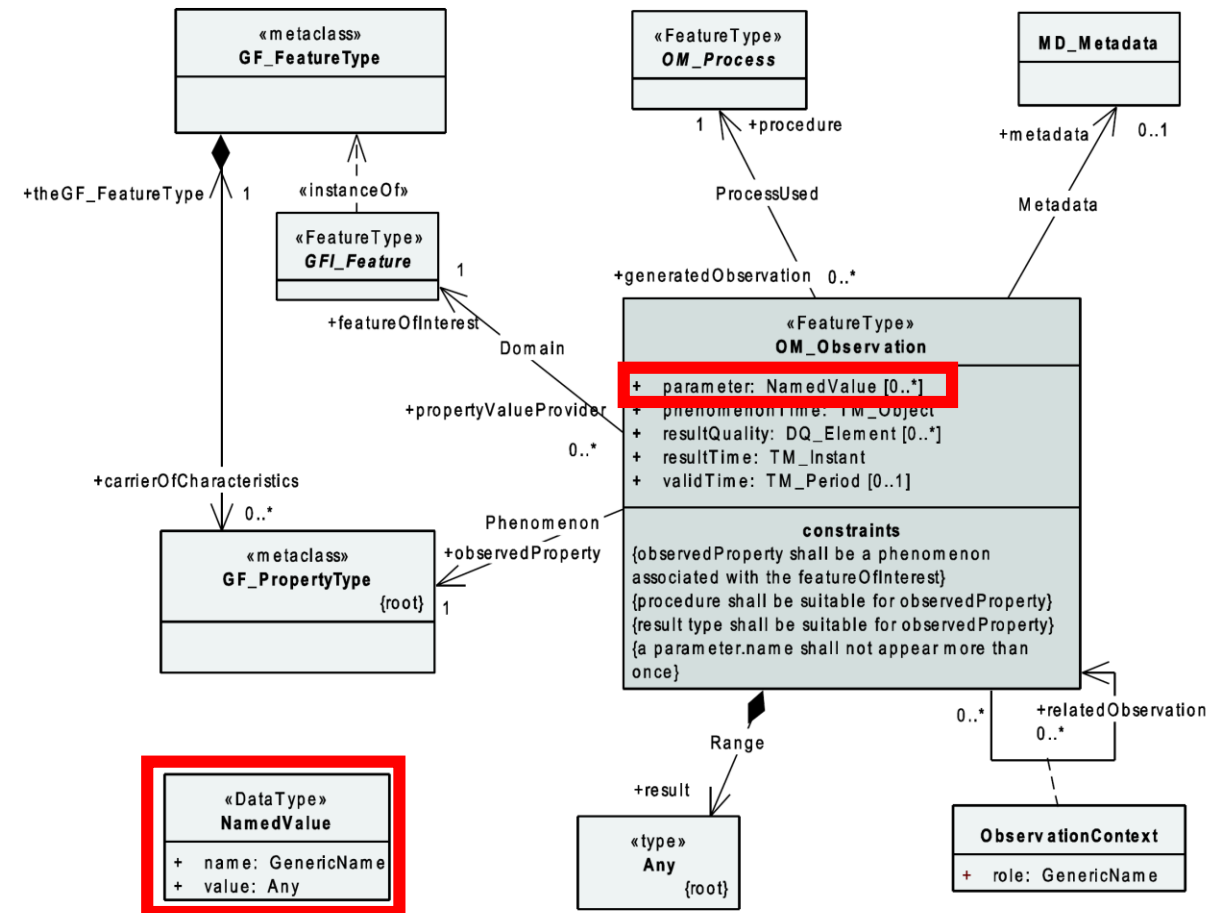 «metaclass»
GF_FeatureType
«FeatureType»
OM_Process
MD_Metadata
1
+procedure
+metadata
0..1
+theGF_FeatureType
1
«instanceOf»
ProcessUsed
Metadata
«FeatureType»
GFI_Feature
1
+generatedObservation
0..*
+featureOfInterest
Domain
«FeatureType»
OM_Observation
+ parameter: NamedValue [0..*]
+ phenomenonTime: TM_Object
+ resultQuality: DQ_Element [0..*]
+ resultTime: TM_Instant
+ validTime: TM_Period [0..1]
+propertyValueProvider
0..*
+carrierOfCharacteristics
0..*
Phenomenon
+observedProperty
1
constraints
{observedProperty shall be a phenomenon
associated with the featureOfInterest}
{procedure shall be suitable for observedProperty}
{result type shall be suitable for observedProperty}
{a parameter.name shall not appear more than
once}
«metaclass»
GF_PropertyType
{root}
0..*
+relatedObservation
0..*
Range
+result
«DataType»
NamedValue
+ name: GenericName
+ value: Any
«type»
Any
{root}
ObservationContext
+ role: GenericName